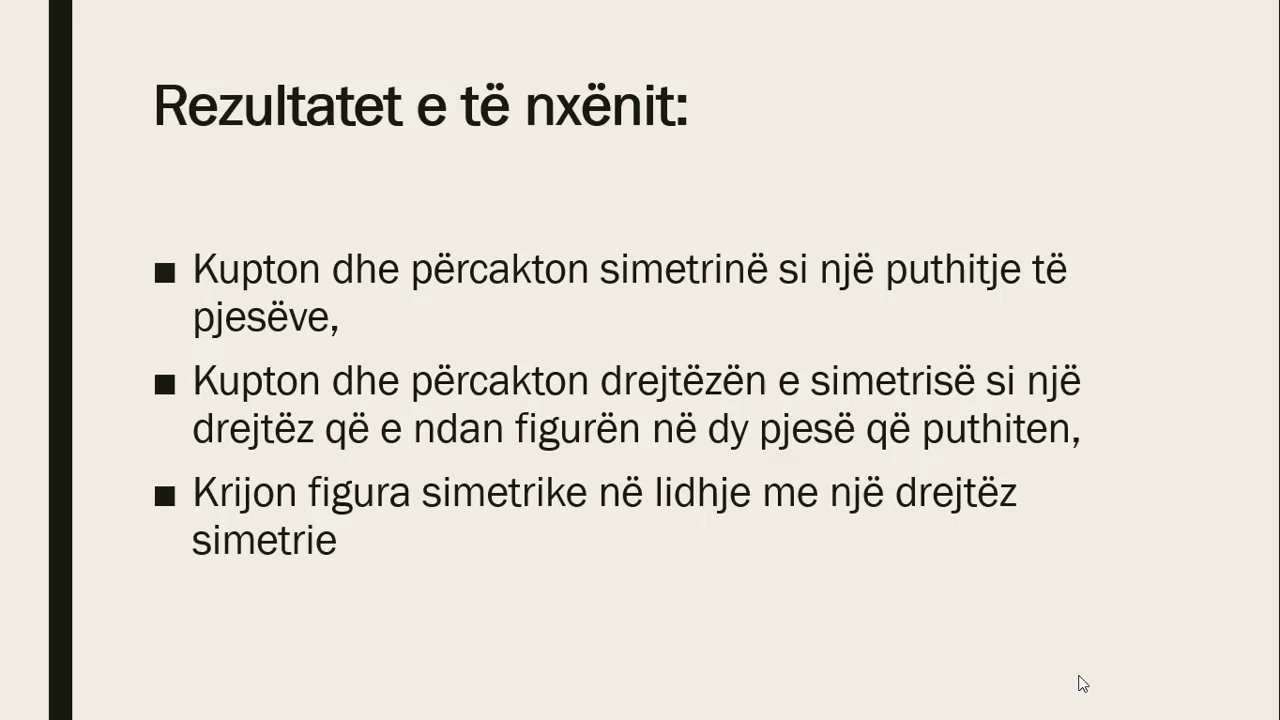 Rezultatet e të nxënit:
■ Kupton dhe përcakton simetrinë si një puthitje të
pjesëve,
■ Kupton dhe përcakton drejtëzën e simetrisë si një
drejtëz që e ndan figurën në dy pjesë që puthiten,
■ Krijon figura simetrike në lidhje me një drejtëz
simetrie